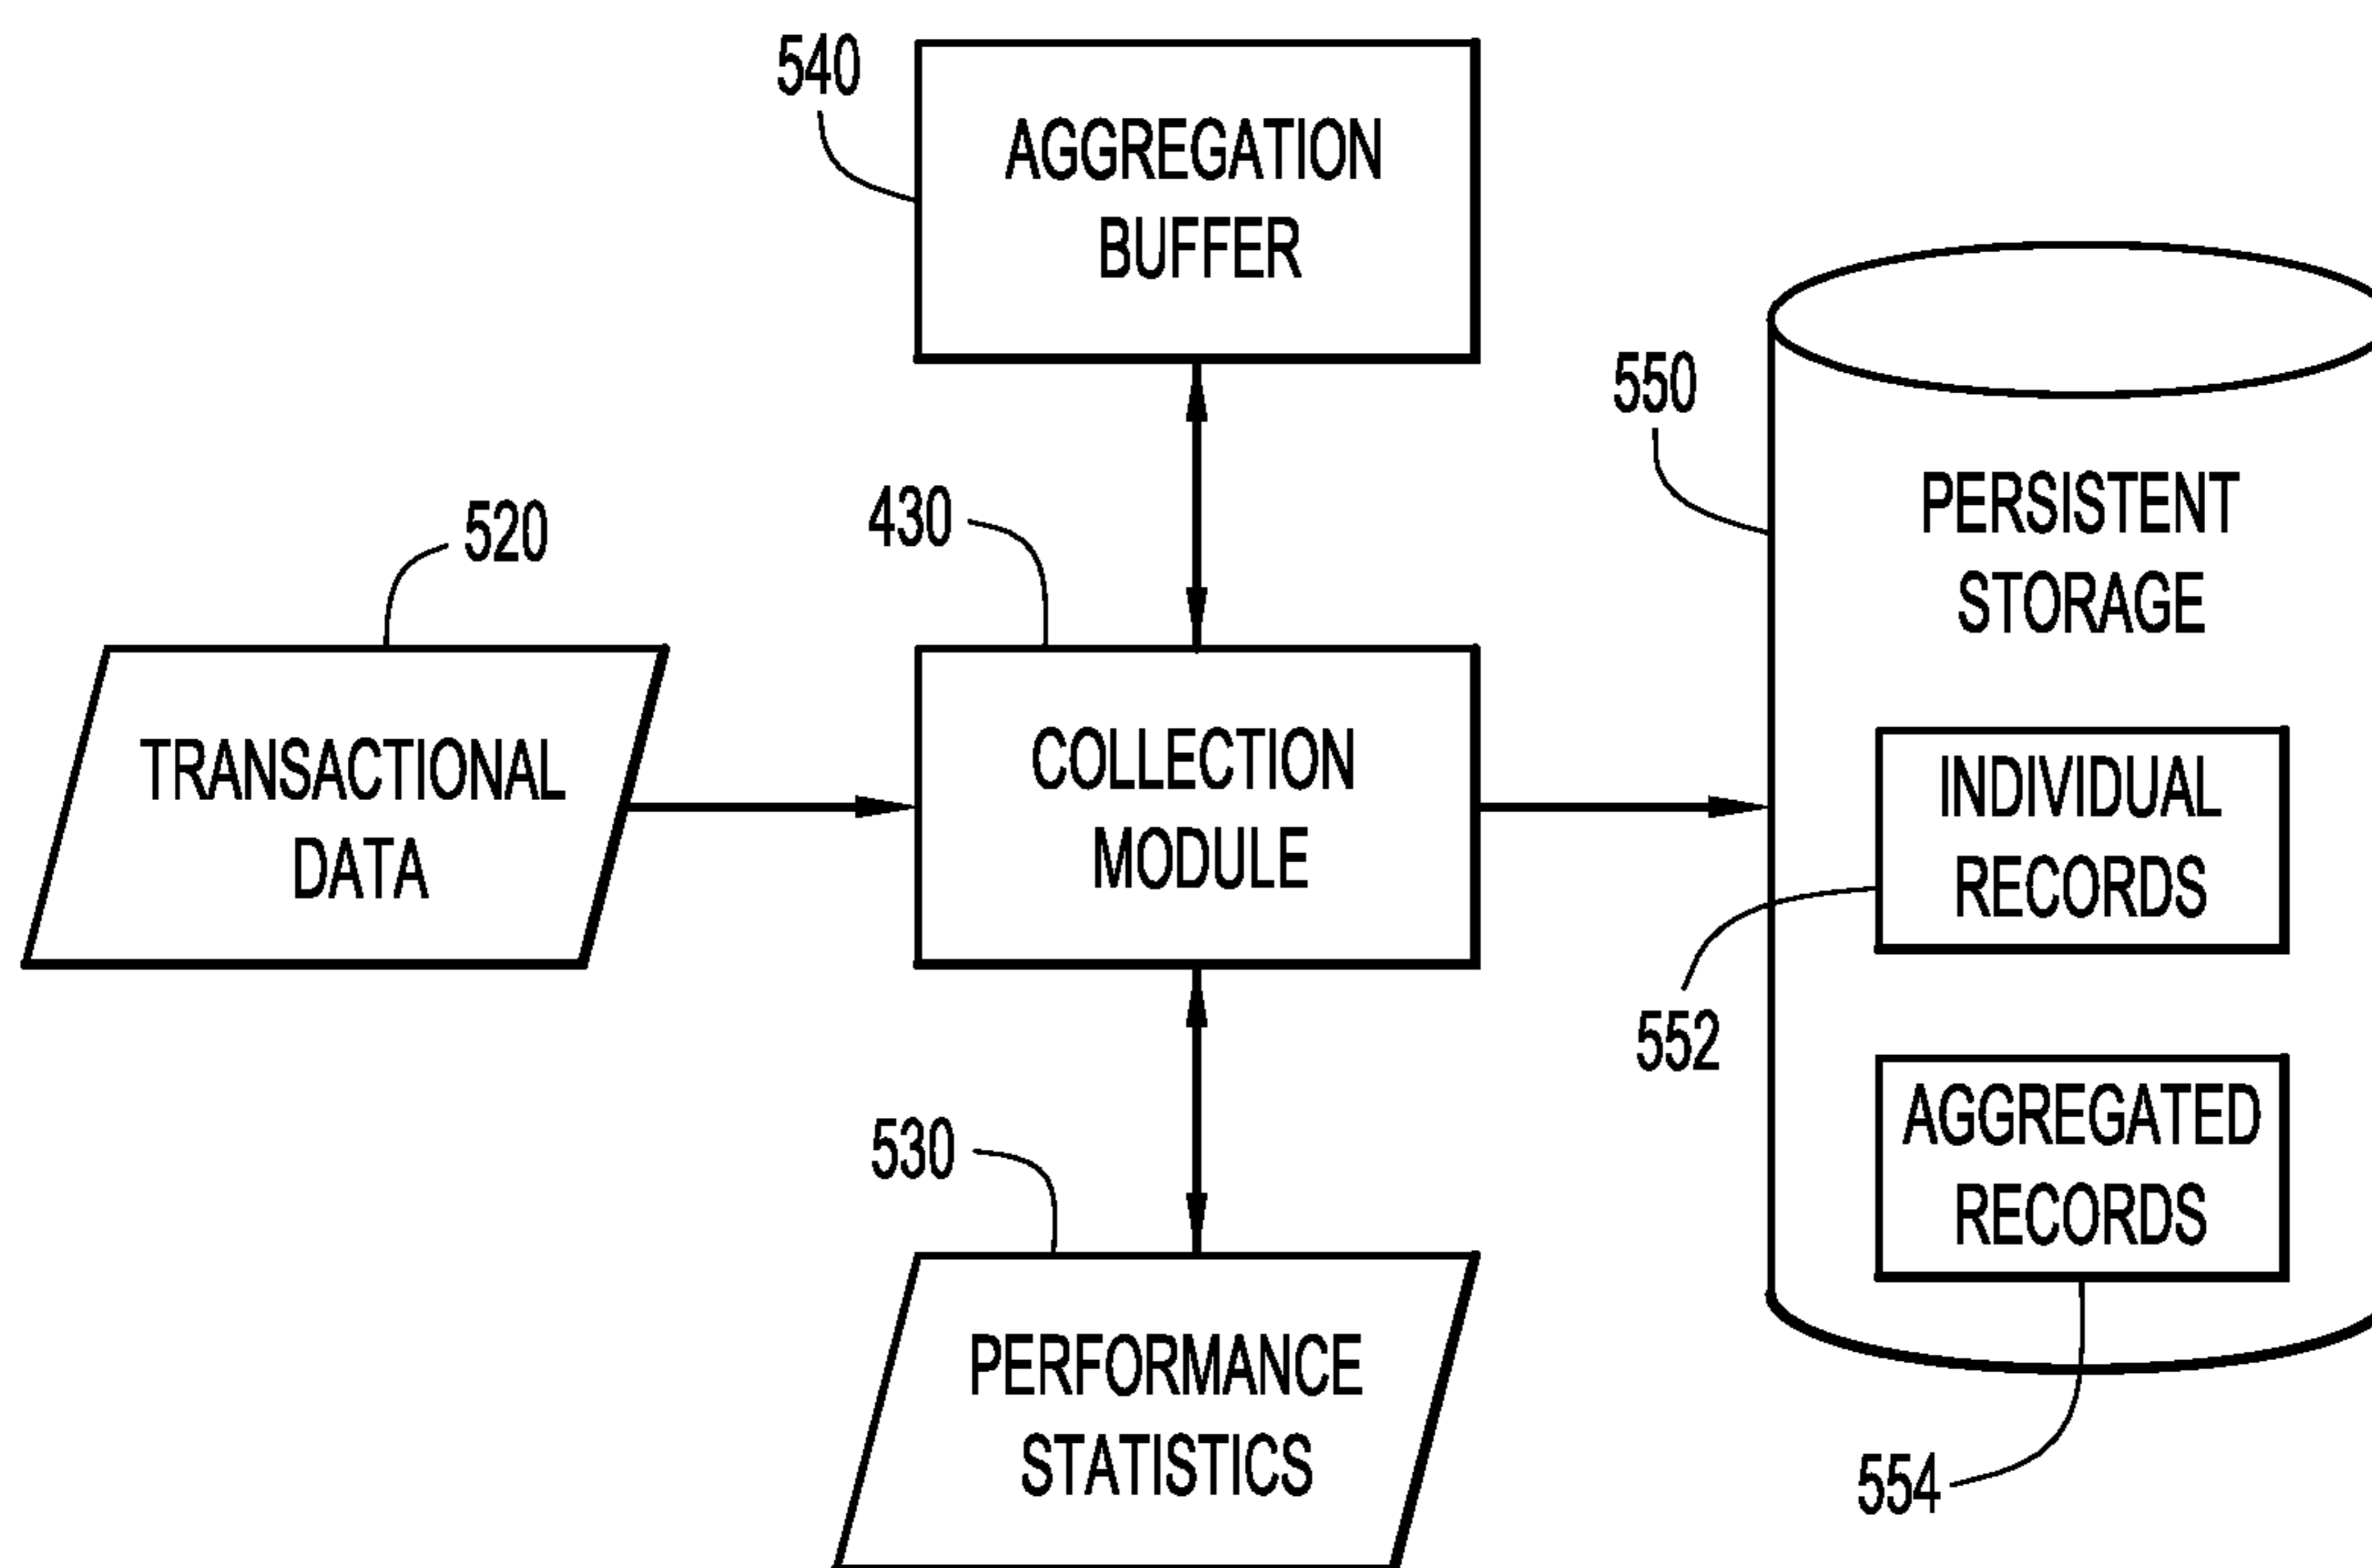 540
AGGREGATION
BUFFER
550
PERSISTENT
STORAGE
520
430
TRANSACTIONAL
DATA
COLLECTION
MODULE
INDIVIDUAL
RECORDS
552
AGGREGATED
RECORDS
530
PERFORMANCE
STATISTICS
554